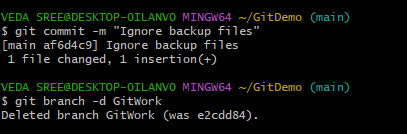 VEDA SREE@DESKTOP-OILANVO MINGW64 ~/GitDemo (main)
$ git commit -m "Ignore backup files"
[main af6d4c9] Ignore backup files
 1 file changed, 1 insertion(+)

VEDA SREE@DESKTOP-OILANVO MINGW64 ~/GitDemo (main)
$ git branch -d GitWork
Deleted branch GitWork (was e2cdd84).